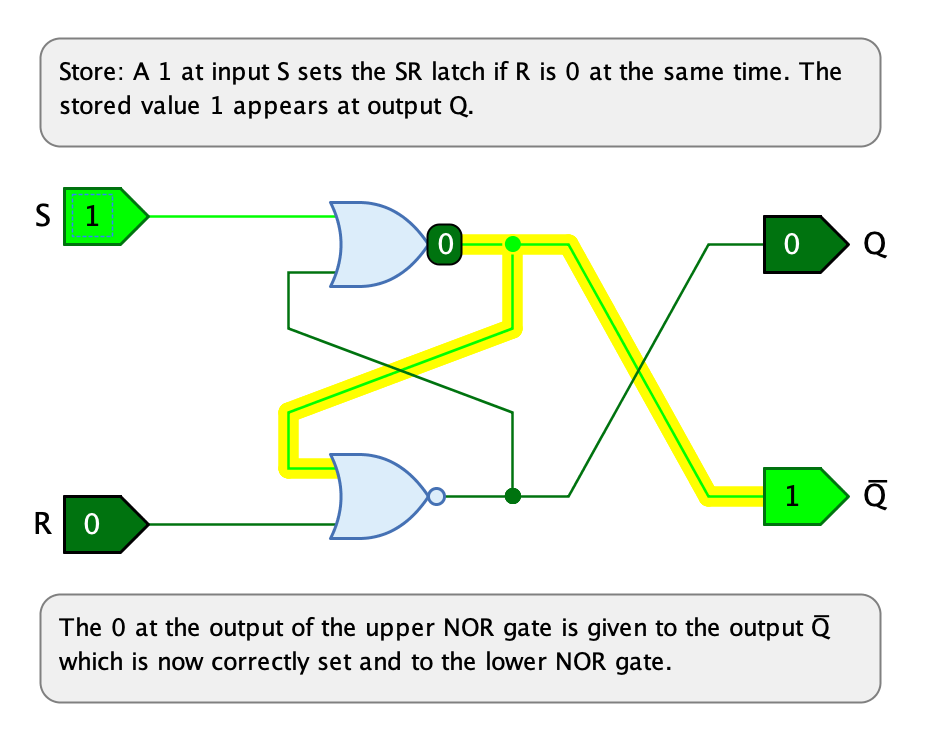 Store: A 1 at input S sets the SR latch if R is 0 at the same time. The
stored value 1 appears at output Q.
S 1 0 0 Q
R 0 1 Q̅
The 0 at the output of the upper NOR gate is given to the output Q̅
which is now correctly set and to the lower NOR gate.